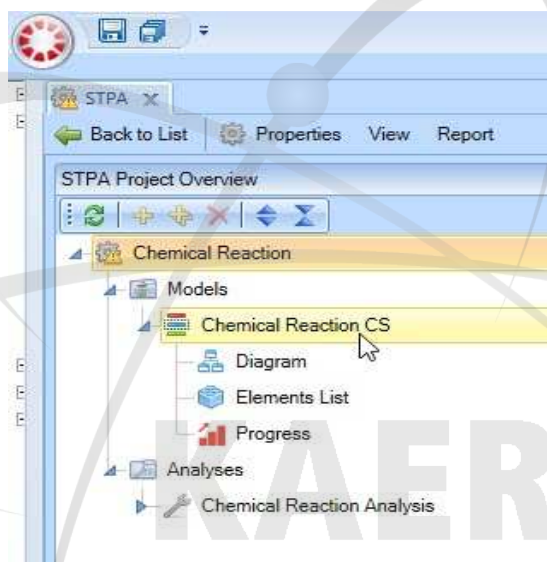 STPA
Back to List Properties View Report
STPA Project Overview
Chemical Reaction
Models
Chemical Reaction CS
Diagram
Elements List
Progress
Analyses
Chemical Reaction Analysis
KAER